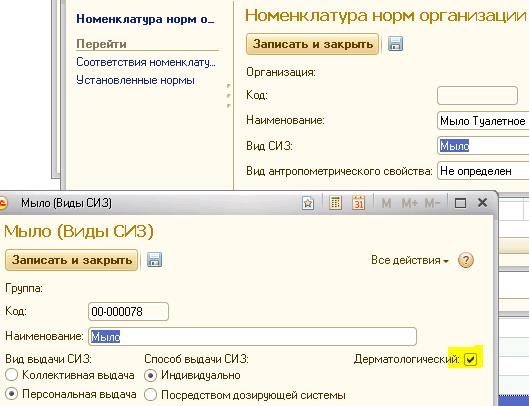 Номенклатура норм о...
Перейти
Соответствия номенклату...
Установленные нормы
Номенклатура норм организации
Записать и закрыть
Организация:
Код:
Наименование: Мыло Туалетное
Вид СИЗ: Мыло
Вид антропометрического свойства: Не определен
Мыло (Виды СИЗ)
M M+ M-
Мыло (Виды СИЗ)
Записать и закрыть
Все действия
Группа:
Код: 00-000078
Наименование: Мыло
Вид выдачи СИЗ: Способ выдачи СИЗ: Дерматологический:
Коллективная выдача Индивидуально
Персональная выдача Посредством дозирующей системы